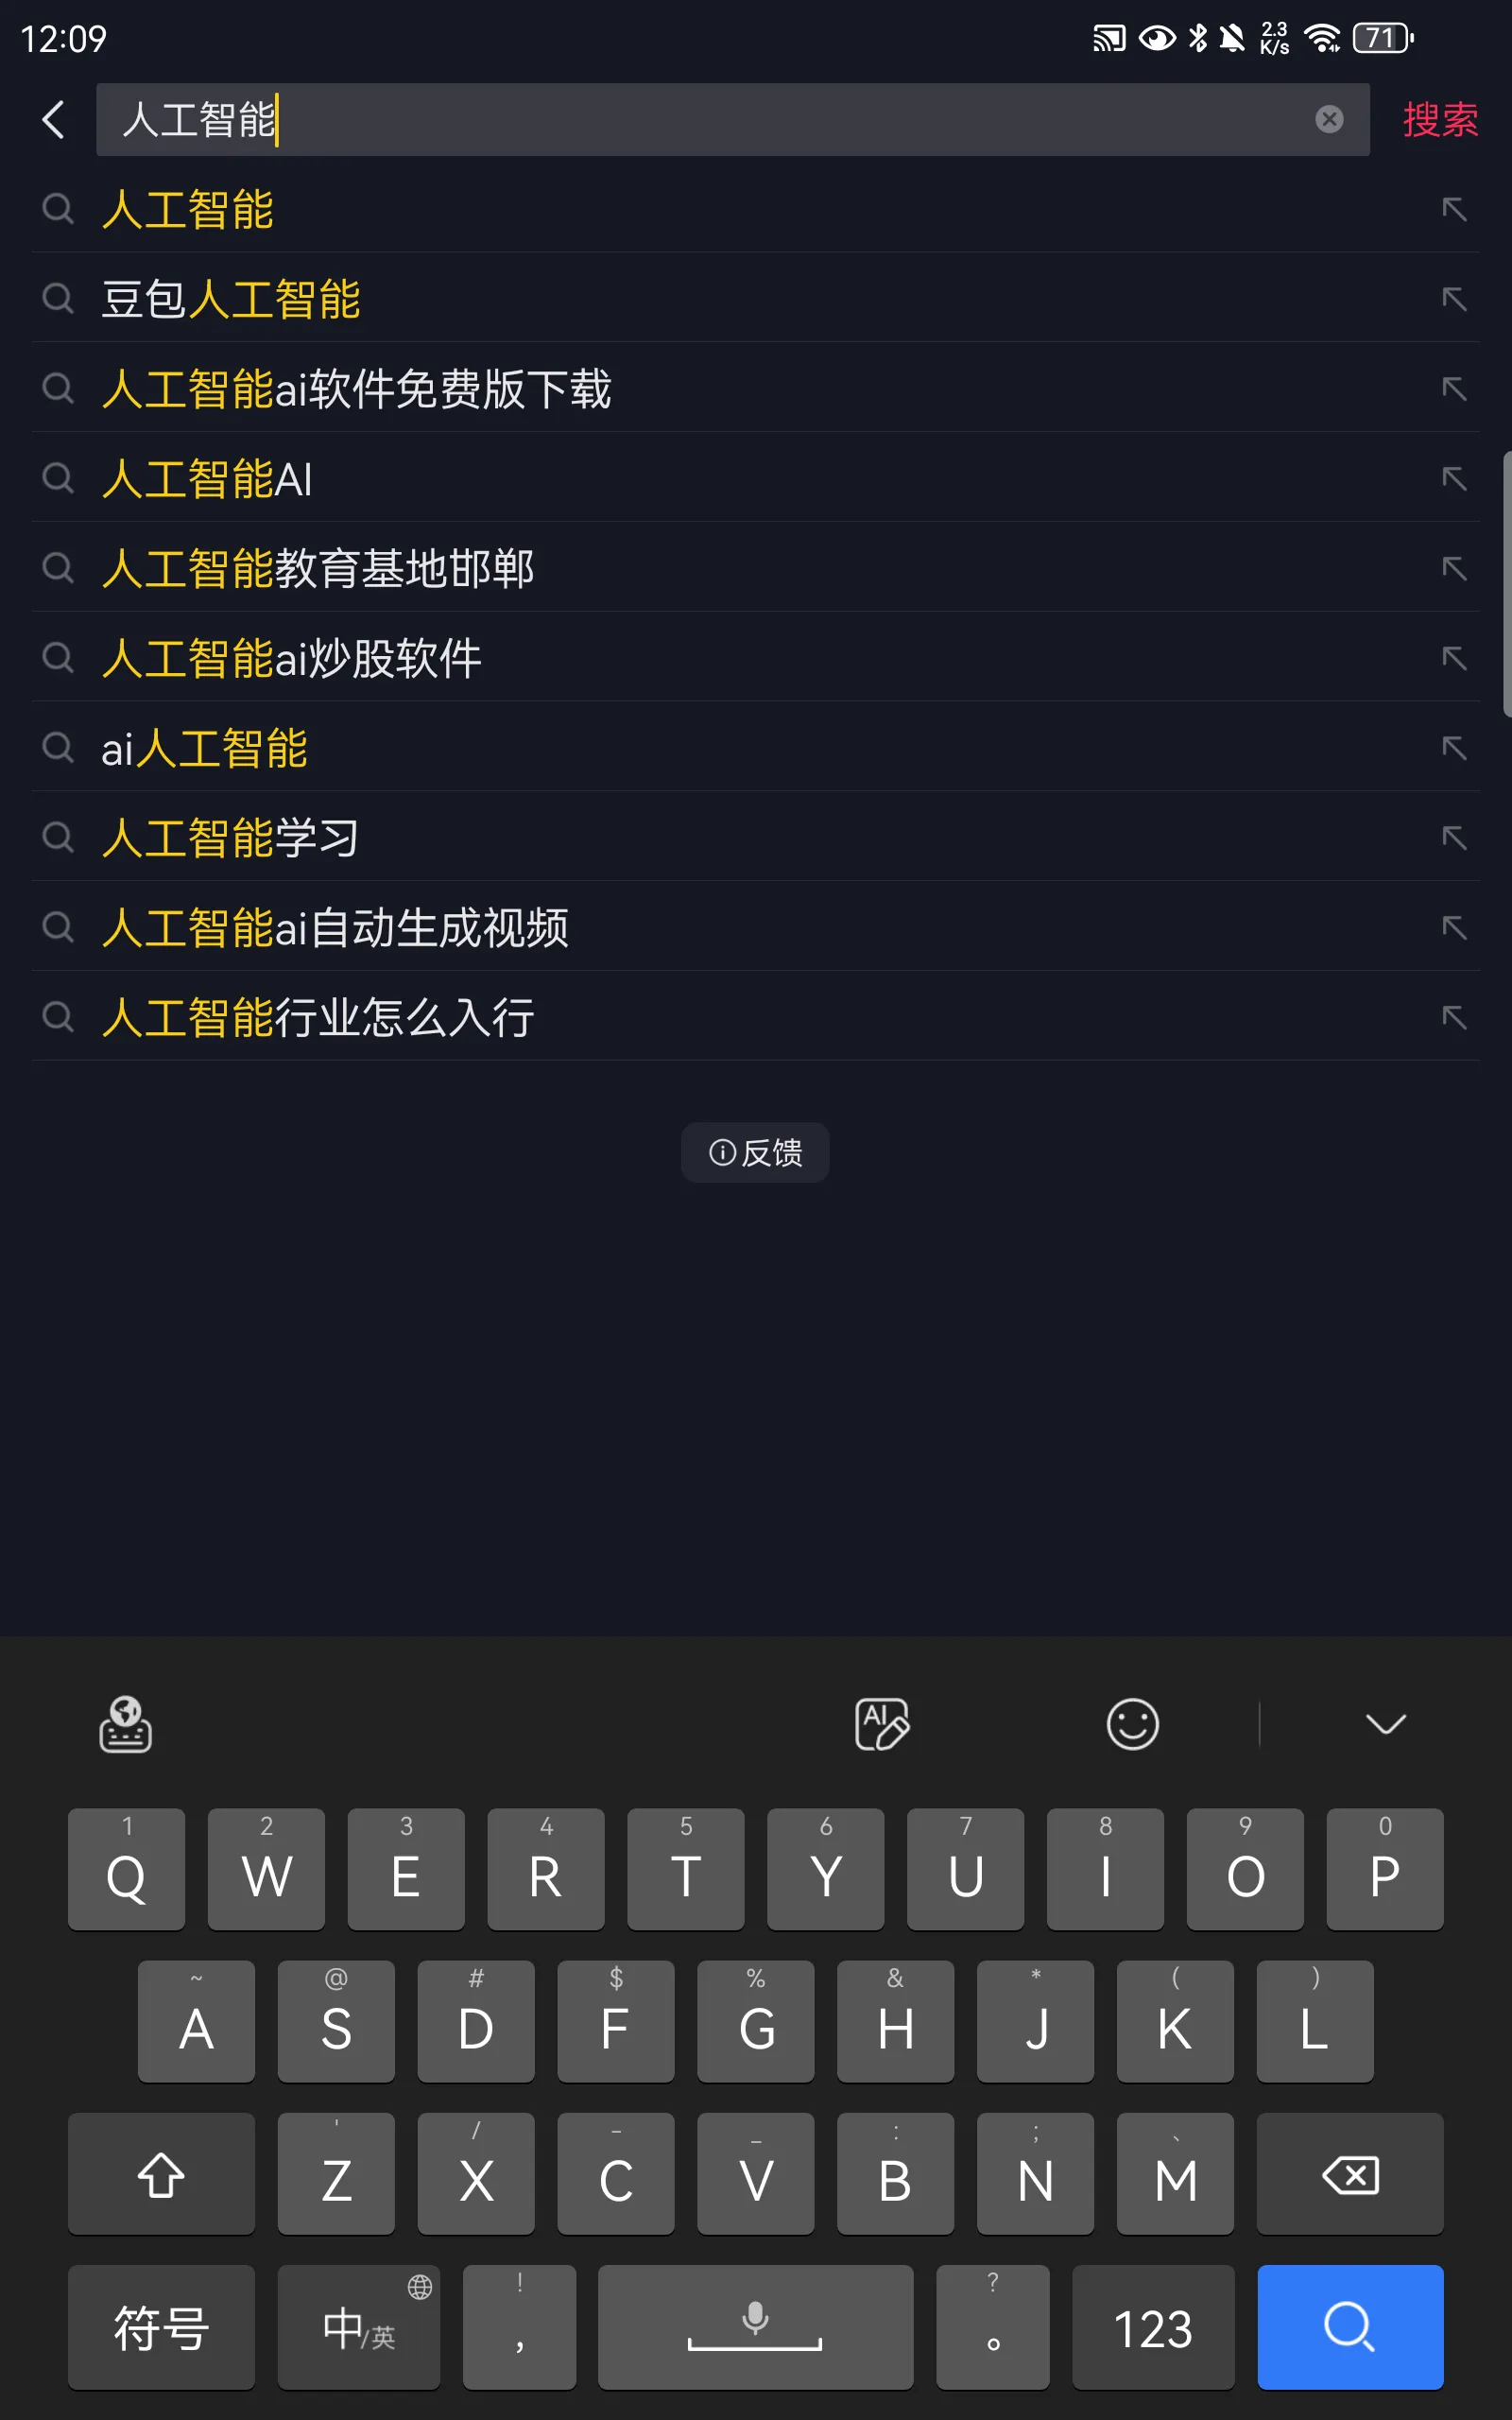 12:09
2.3 K/s
71
人工智能
搜索
人工智能
豆包人工智能
人工智能ai软件免费版下载
人工智能AI
人工智能教育基地邯郸
人工智能ai炒股软件
ai人工智能
人工智能学习
人工智能ai自动生成视频
人工智能行业怎么入行
反馈
AI
1 2 3 4 5 6 7 8 9 0
Q W E R T Y U I O P
~ @ # $ % & * ( )
A S D F G H J K L
' / - _ : ; 、
Z X C V B N M
! ?
符号 中/英 , 。 123